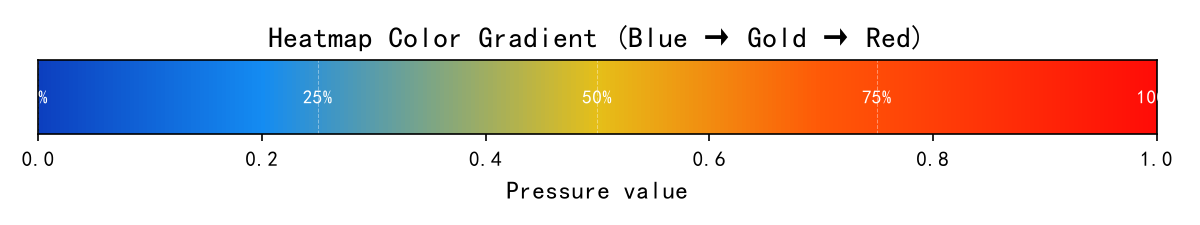 Heatmap Color Gradient (Blue → Gold → Red)
% 25% 50% 75% 10
0.0 0.2 0.4 0.6 0.8 1.0
Pressure value